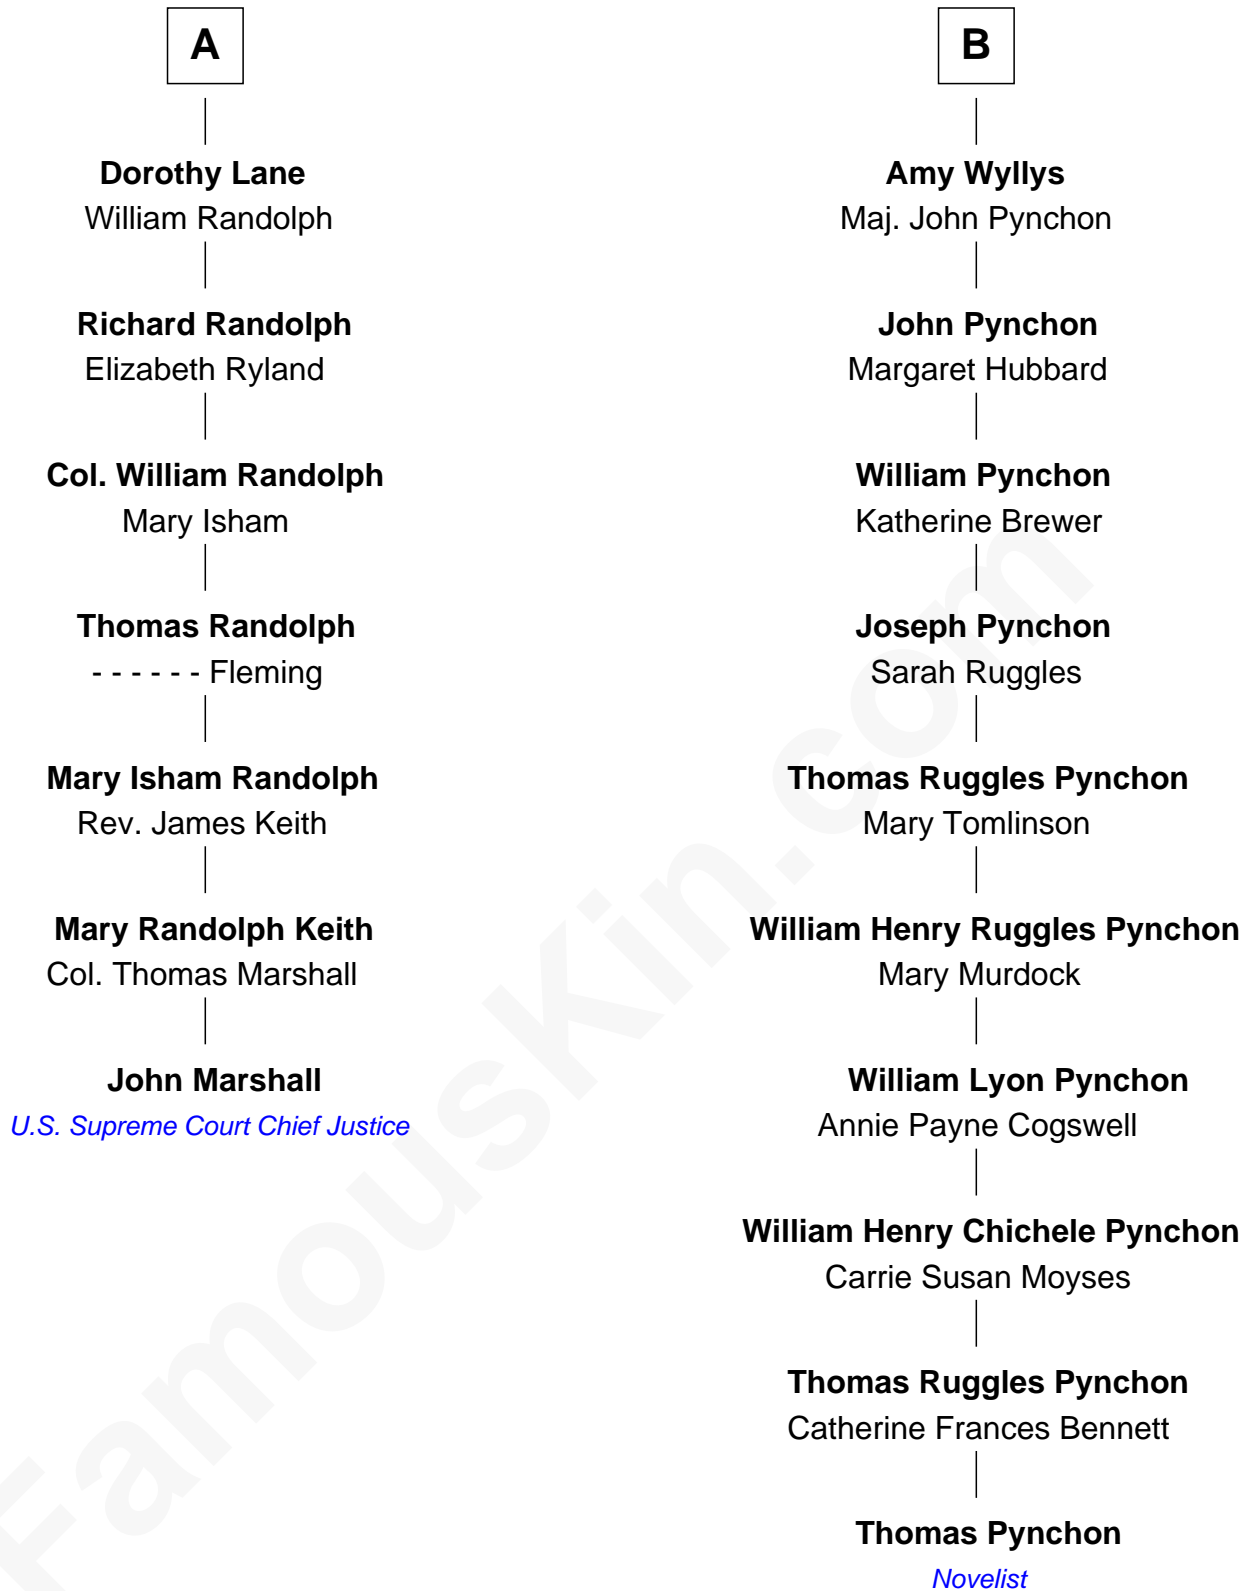 A
Dorothy Lane
William Randolph
Richard Randolph
Elizabeth Ryland
Col. William Randolph
Mary Isham
Thomas Randolph
- - - - - - Fleming
Mary Isham Randolph
Rev. James Keith
Mary Randolph Keith
Col. Thomas Marshall
John Marshall
U.S. Supreme Court Chief Justice
B
Amy Wyllys
Maj. John Pynchon
John Pynchon
Margaret Hubbard
William Pynchon
Katherine Brewer
Joseph Pynchon
Sarah Ruggles
Thomas Ruggles Pynchon
Mary Tomlinson
William Henry Ruggles Pynchon
Mary Murdock
William Lyon Pynchon
Annie Payne Cogswell
William Henry Chichele Pynchon
Carrie Susan Moyses
Thomas Ruggles Pynchon
Catherine Frances Bennett
Thomas Pynchon
Novelist
FamousKin.com